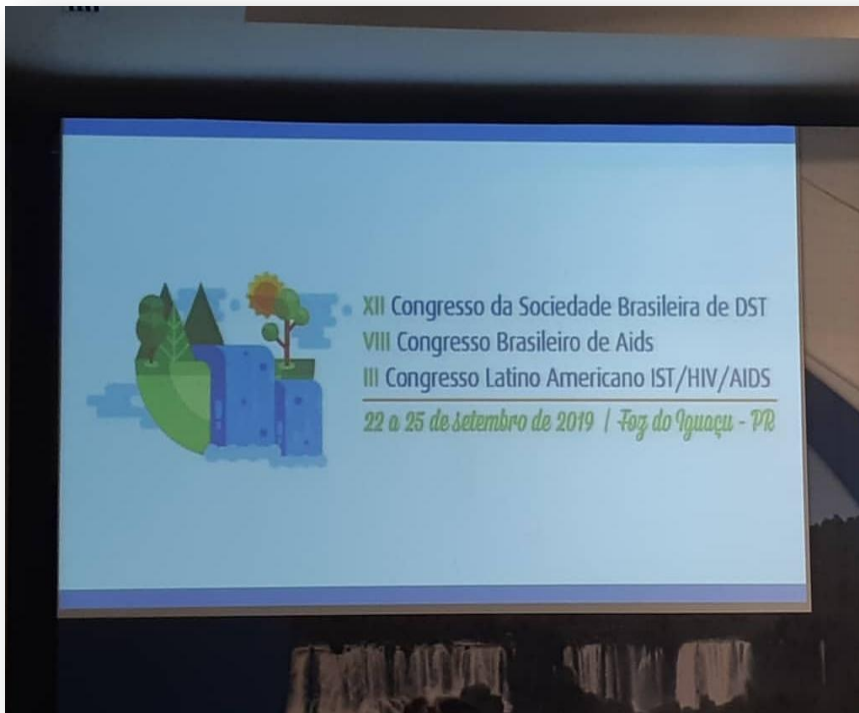 XII Congresso da Sociedade Brasileira de DST
VIII Congresso Brasileiro de Aids
III Congresso Latino Americano IST/HIV/AIDS
22 a 25 de setembro de 2019 | Foz do Iguaçu - PR